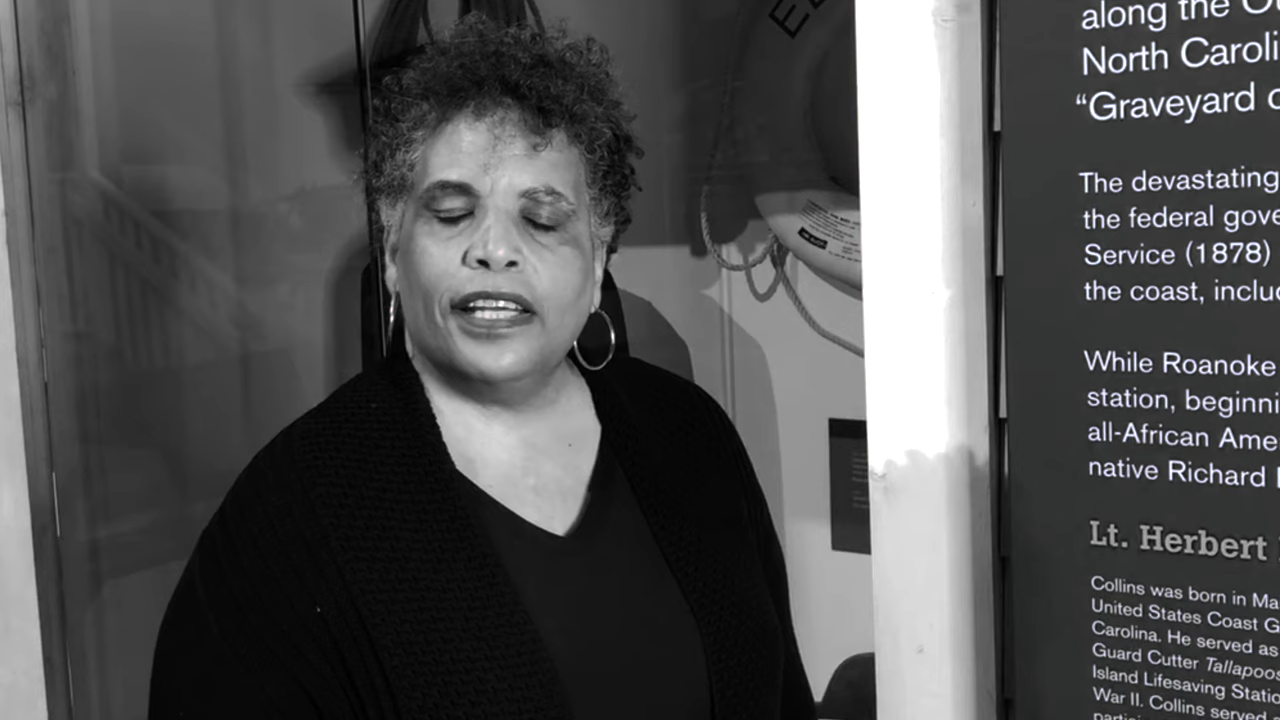 along the
North Caroli
"Graveyard
The devastating
the federal gove
Service (1878)
the coast, includ
While Roanoke
station, beginni
all-African Ame
native Richard
Lt. Herbert
Collins was born in Ma
United States Coast G
Carolina. He served as
Guard Cutter Tallapoos
Island Lifesaving Statio
War II. Collins served